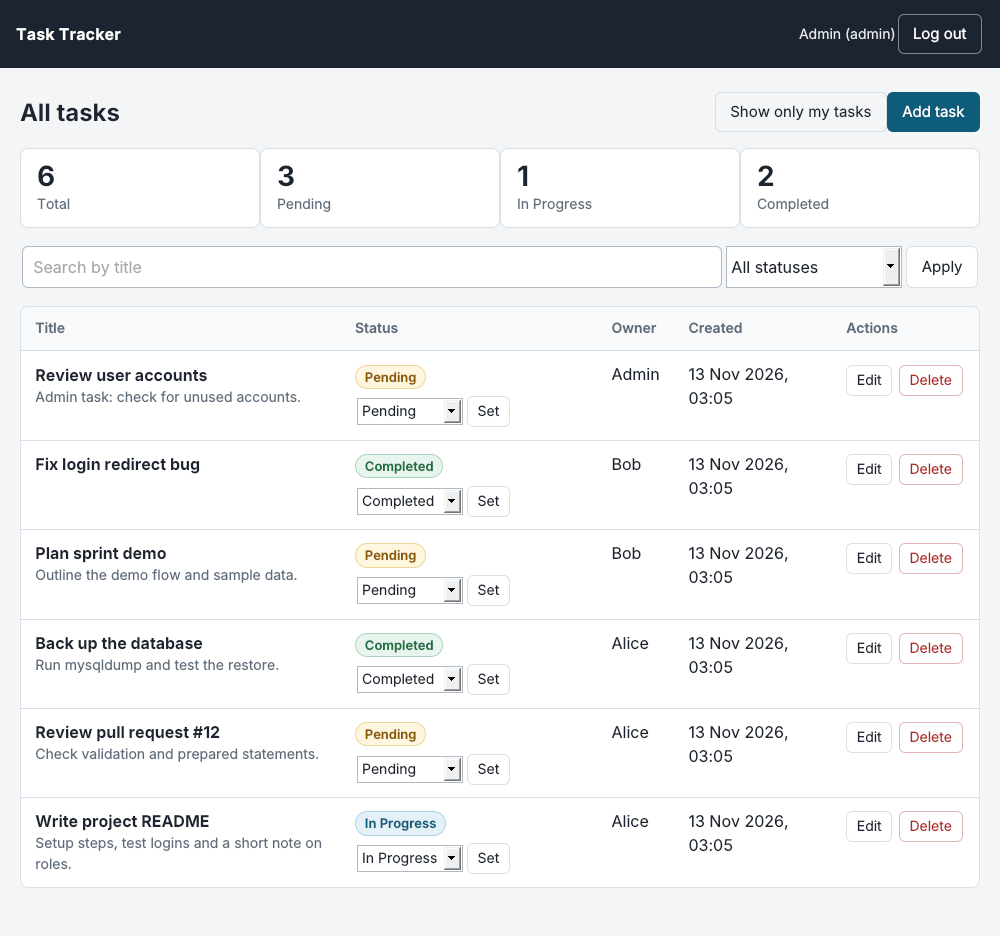 Task Tracker
Admin (admin) Log out
All tasks
Show only my tasks Add task
6
Total
3
Pending
1
In Progress
2
Completed
Search by title
All statuses
Apply
Title Status Owner Created Actions
Review user accounts
Admin task: check for unused accounts.
Pending
Pending Set
Admin
13 Nov 2026,
03:05
Edit Delete
Fix login redirect bug
Completed
Completed Set
Bob
13 Nov 2026,
03:05
Edit Delete
Plan sprint demo
Outline the demo flow and sample data.
Pending
Pending Set
Bob
13 Nov 2026,
03:05
Edit Delete
Back up the database
Run mysqldump and test the restore.
Completed
Completed Set
Alice
13 Nov 2026,
03:05
Edit Delete
Review pull request #12
Check validation and prepared statements.
Pending
Pending Set
Alice
13 Nov 2026,
03:05
Edit Delete
Write project README
Setup steps, test logins and a short note on
roles.
In Progress
In Progress Set
Alice
13 Nov 2026,
03:05
Edit Delete